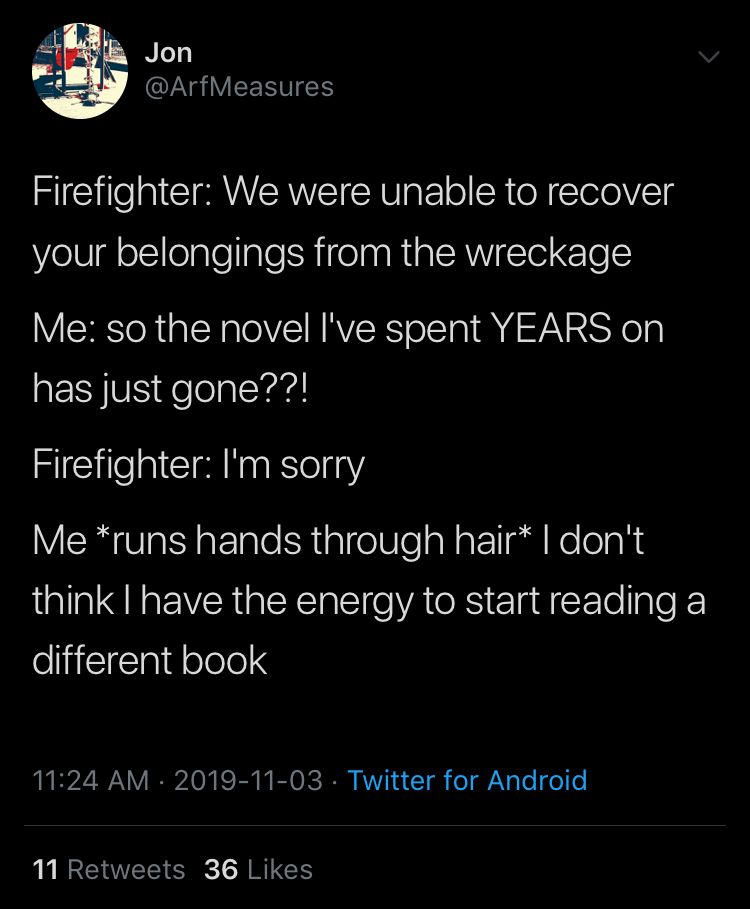 Jon
@ArfMeasures
Firefighter: We were unable to recover
your belongings from the wreckage
Me: so the novel I've spent YEARS on
has just gone??!
Firefighter: I'm sorry
Me *runs hands through hair* I don't
think I have the energy to start reading a
different book
11:24 AM · 2019-11-03 · Twitter for Android
11 Retweets 36 Likes